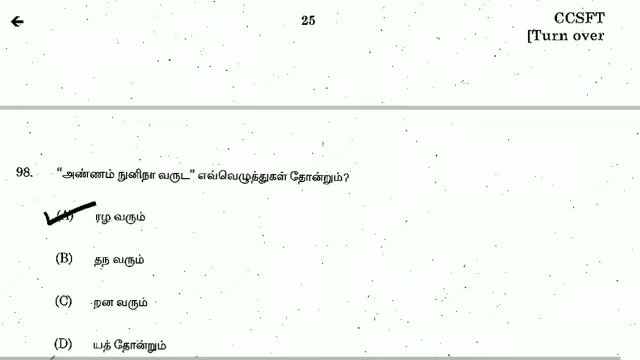 25
CCSFT
[Turn over
98. "அண்ணம் நுனிநா வருட" எவ்வெழுத்துகள் தோன்றும்?
(A) ரழ வரும்
(B) தந வரும்
(C) றன வரும்
(D) யத் தோன்றும்